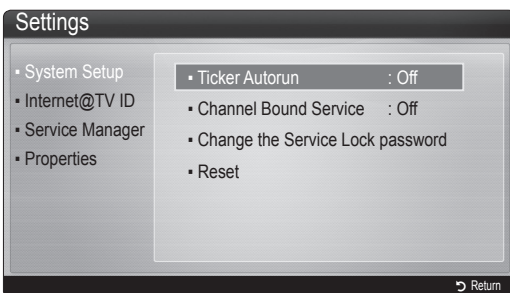 Settings
▪ System Setup
▪ Internet@TV ID
▪ Service Manager
▪ Properties
▪ Ticker Autorun : Off
▪ Channel Bound Service : Off
▪ Change the Service Lock password
▪ Reset
Return